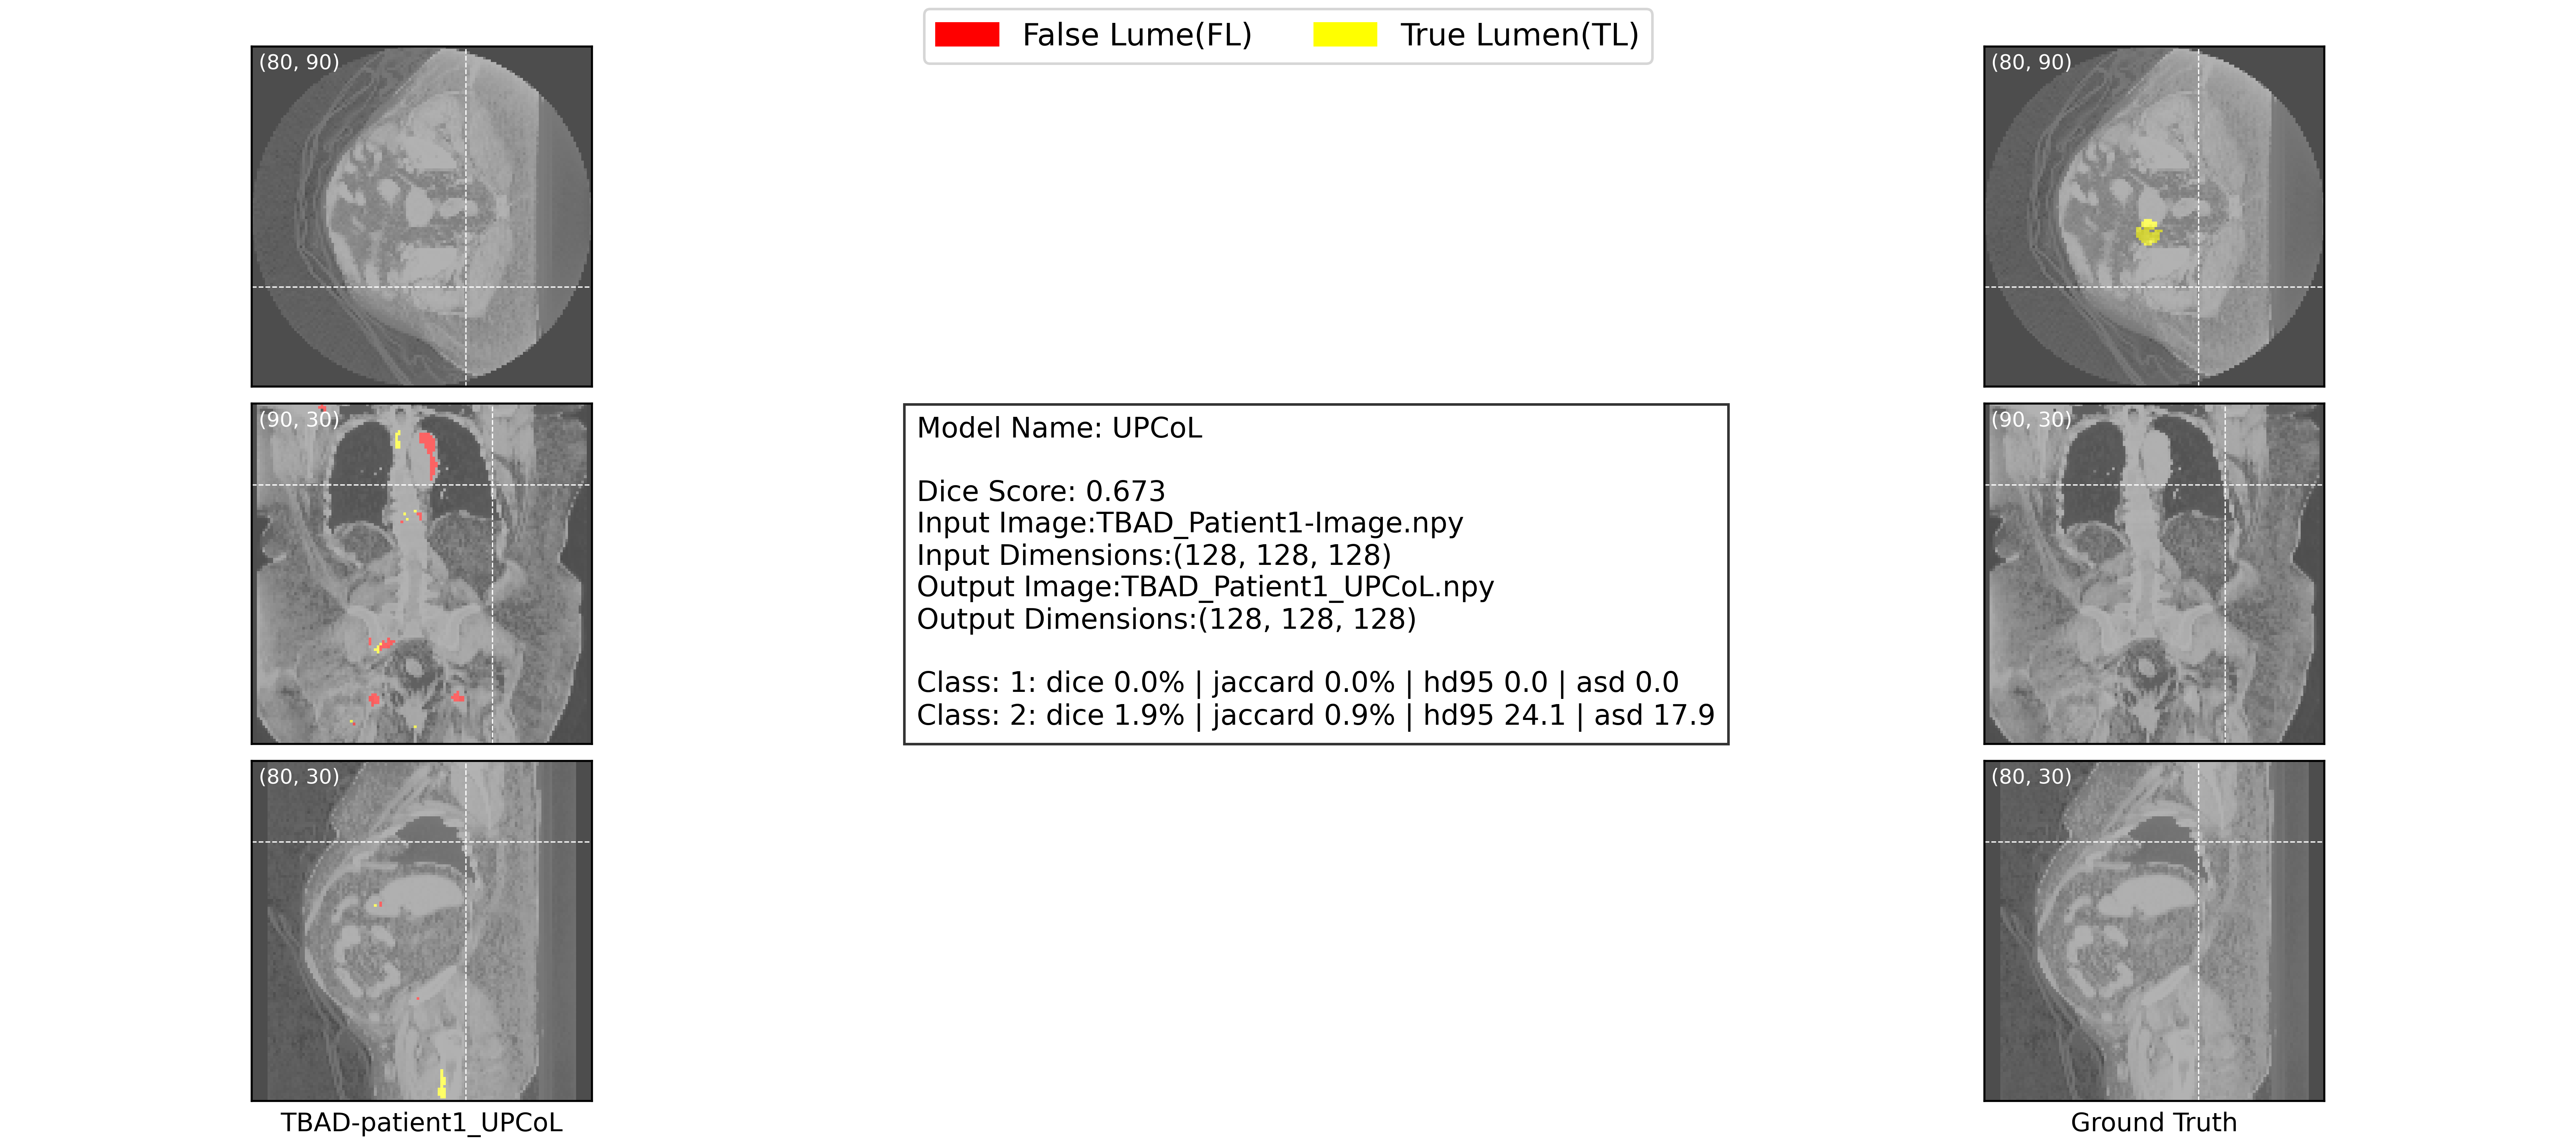 False Lume(FL) True Lumen(TL)
(80, 90)
(80, 90)
(90, 30)
(90, 30)
Model Name: UPCoL
Dice Score: 0.673
Input Image:TBAD_Patient1-Image.npy
Input Dimensions:(128, 128, 128)
Output Image:TBAD_Patient1_UPCoL.npy
Output Dimensions:(128, 128, 128)
Class: 1: dice 0.0% | jaccard 0.0% | hd95 0.0 | asd 0.0
Class: 2: dice 1.9% | jaccard 0.9% | hd95 24.1 | asd 17.9
(80, 30)
(80, 30)
TBAD-patient1_UPCoL
Ground Truth